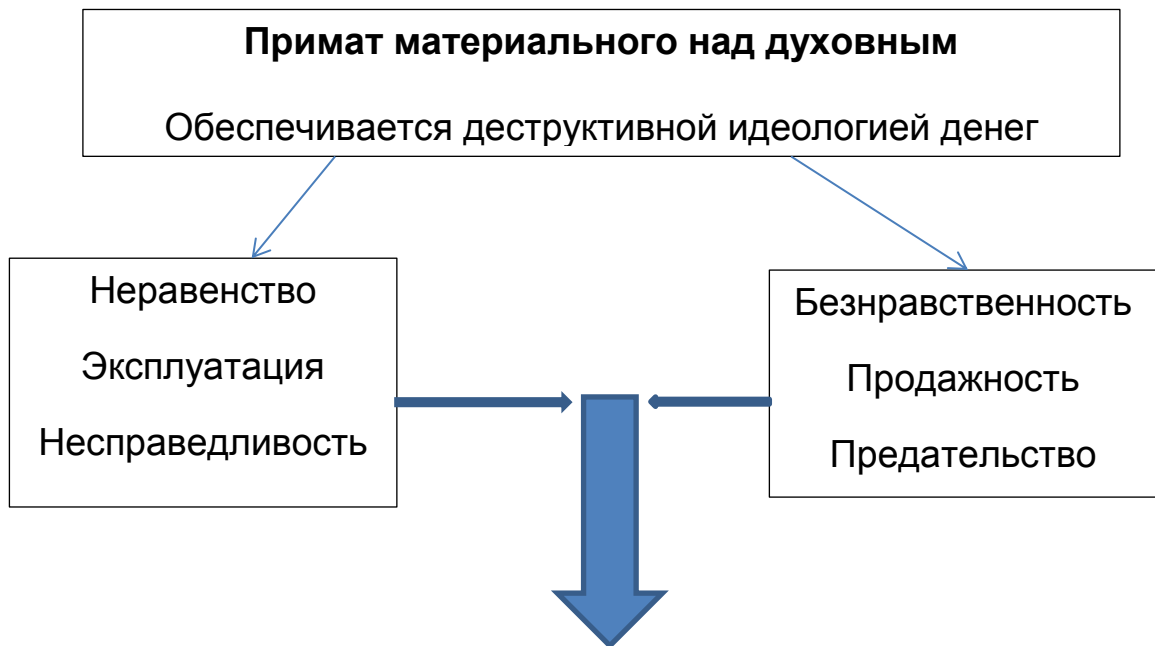 Примат материального над духовным
Обеспечивается деструктивной идеологией денег
Неравенство
Эксплуатация
Несправедливость
Безнравственность
Продажность
Предательство